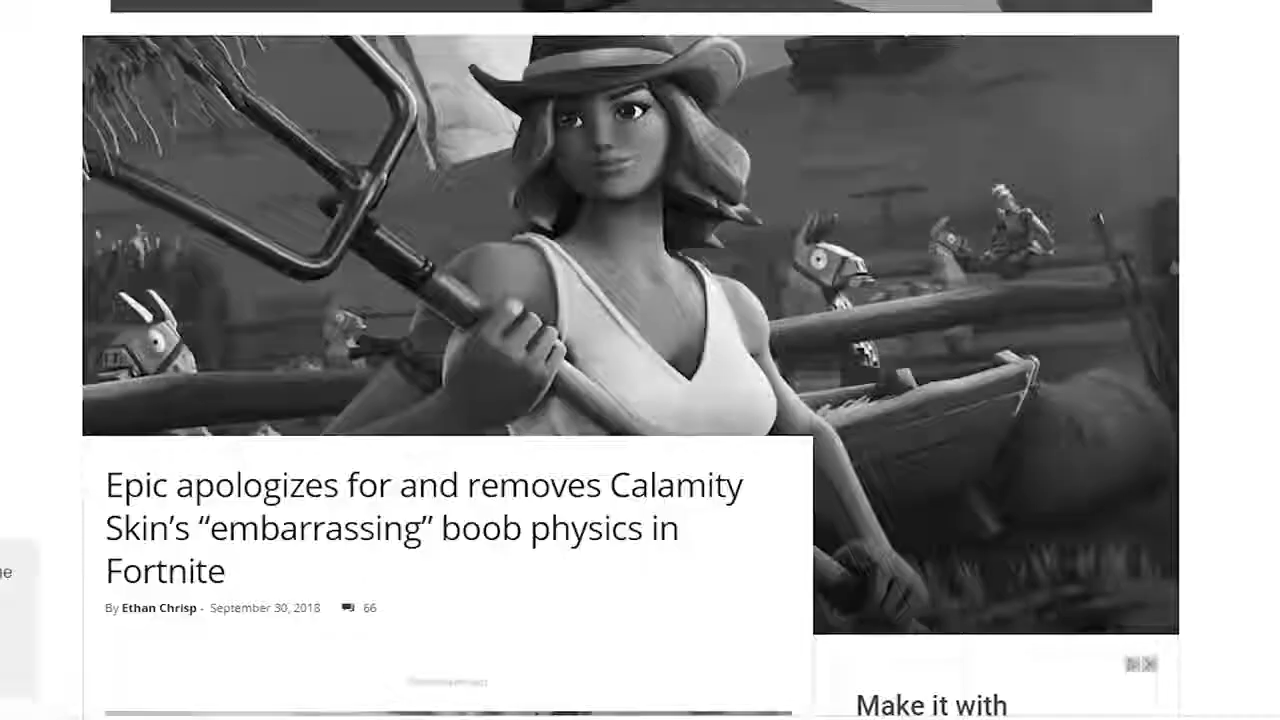 Epic apologizes for and removes Calamity
Skin’s “embarrassing” boob physics in
Fortnite
By Ethan Chrisp - September 30, 2018 66
Make it with